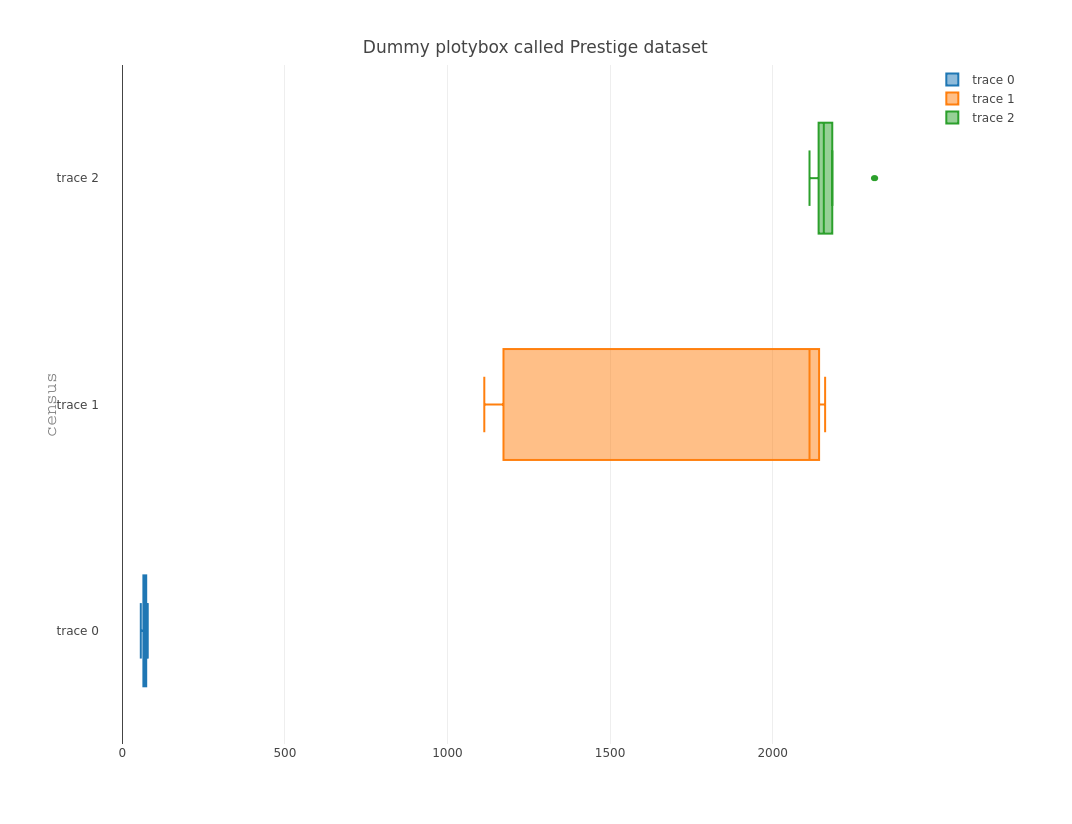 Dummy plotybox called Prestige dataset
trace 0
trace 1
trace 2
trace 2
trace 1
trace 0
census
0 500 1000 1500 2000